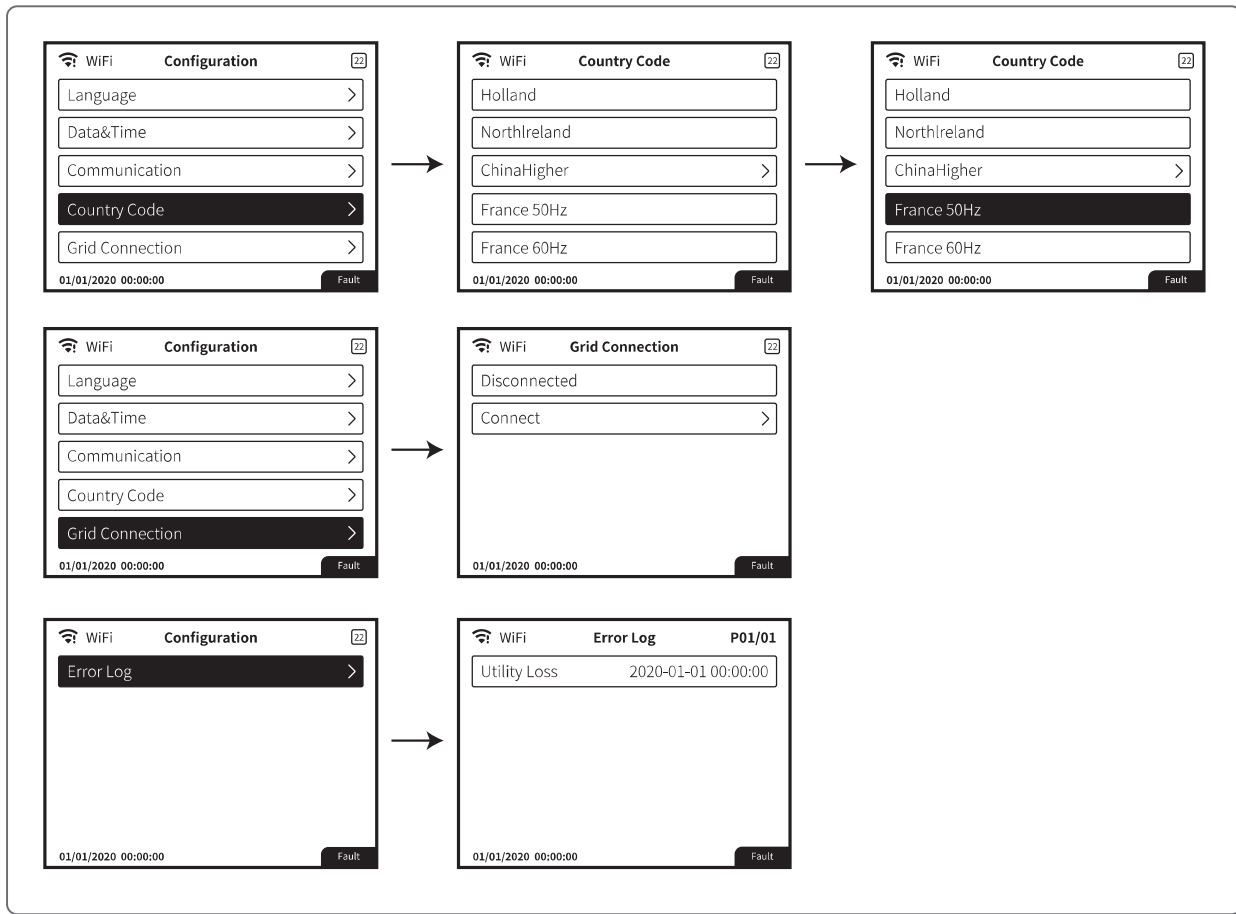 WiFi Configuration 22
Language
Data&Time
Communication
Country Code
Grid Connection
01/01/2020 00:00:00 Fault
WiFi Country Code 22
Holland
NorthIreland
ChinaHigher
France 50Hz
France 60Hz
01/01/2020 00:00:00 Fault
WiFi Country Code 22
Holland
NorthIreland
ChinaHigher
France 50Hz
France 60Hz
01/01/2020 00:00:00 Fault
WiFi Configuration 22
Language
Data&Time
Communication
Country Code
Grid Connection
01/01/2020 00:00:00 Fault
WiFi Grid Connection 22
Disconnected
Connect
01/01/2020 00:00:00 Fault
WiFi Configuration 22
Error Log
01/01/2020 00:00:00 Fault
WiFi Error Log P01/01
Utility Loss 2020-01-01 00:00:00
01/01/2020 00:00:00 Fault